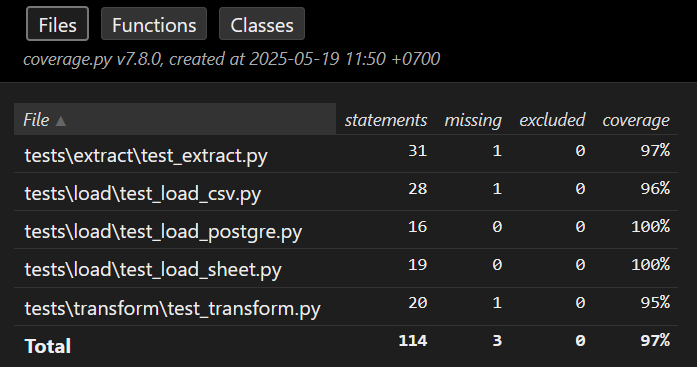 Files Functions Classes
coverage.py v7.8.0, created at 2025-05-19 11:50 +0700
File ▲ statements missing excluded coverage
tests\extract\test_extract.py 31 1 0 97%
tests\load\test_load_csv.py 28 1 0 96%
tests\load\test_load_postgre.py 16 0 0 100%
tests\load\test_load_sheet.py 19 0 0 100%
tests\transform\test_transform.py 20 1 0 95%
Total 114 3 0 97%